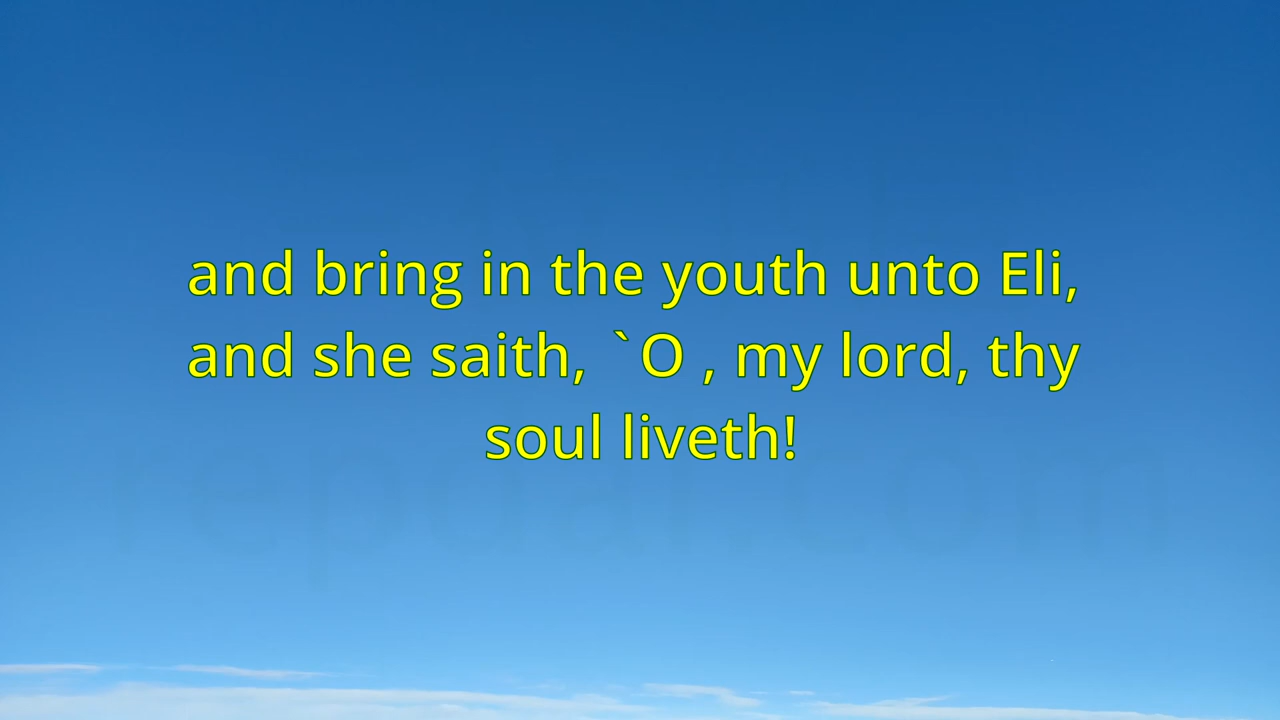 and bring in the youth unto Eli,
and she saith, `O , my lord, thy
soul liveth!